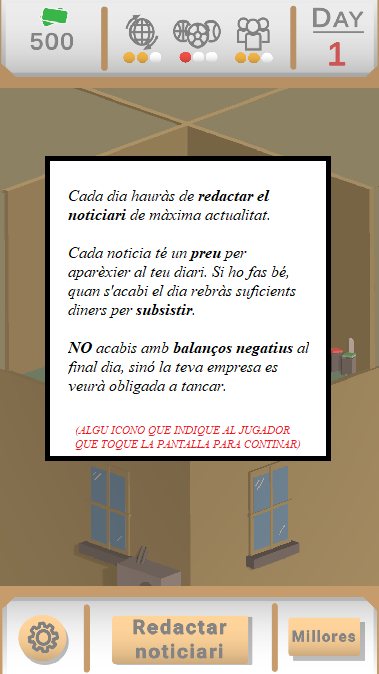 500
DAY
1
Cada dia hauràs de redactar el
noticiari de màxima actualitat.
Cada noticia té un preu per
aparèxier al teu diari. Si ho fas bé,
quan s'acabi el dia rebràs suficients
diners per subsistir.
NO acabis amb balanços negatius al
final dia, sinó la teva empresa es
veurà obligada a tancar.
(ALGU ICONO QUE INDIQUE AL JUGADOR
QUE TOQUE LA PANTALLA PARA CONTINAR)
Redactar
noticiari
Millores